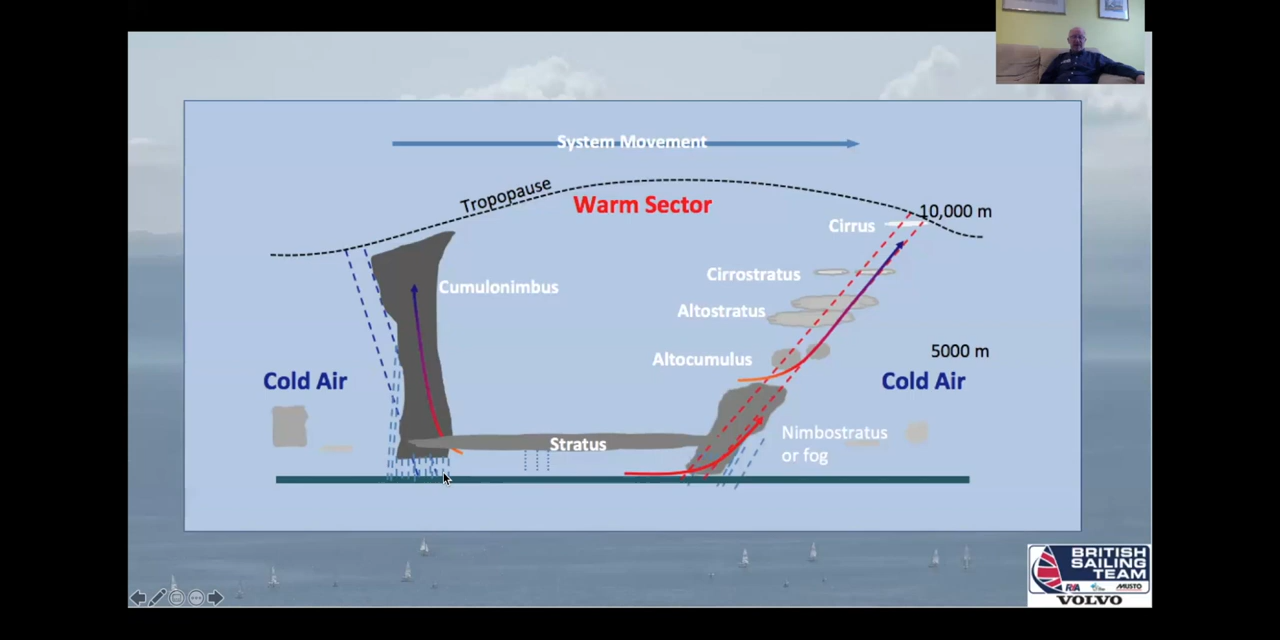 System Movement
Tropopause
Warm Sector
10,000 m
Cirrus
Cirrostratus
Cumulonimbus
Altostratus
5000 m
Altocumulus
Cold Air
Cold Air
Nimbostratus
or fog
Stratus
BRITISH
SAILING
TEAM
RYA
MUSTO
VOLVO